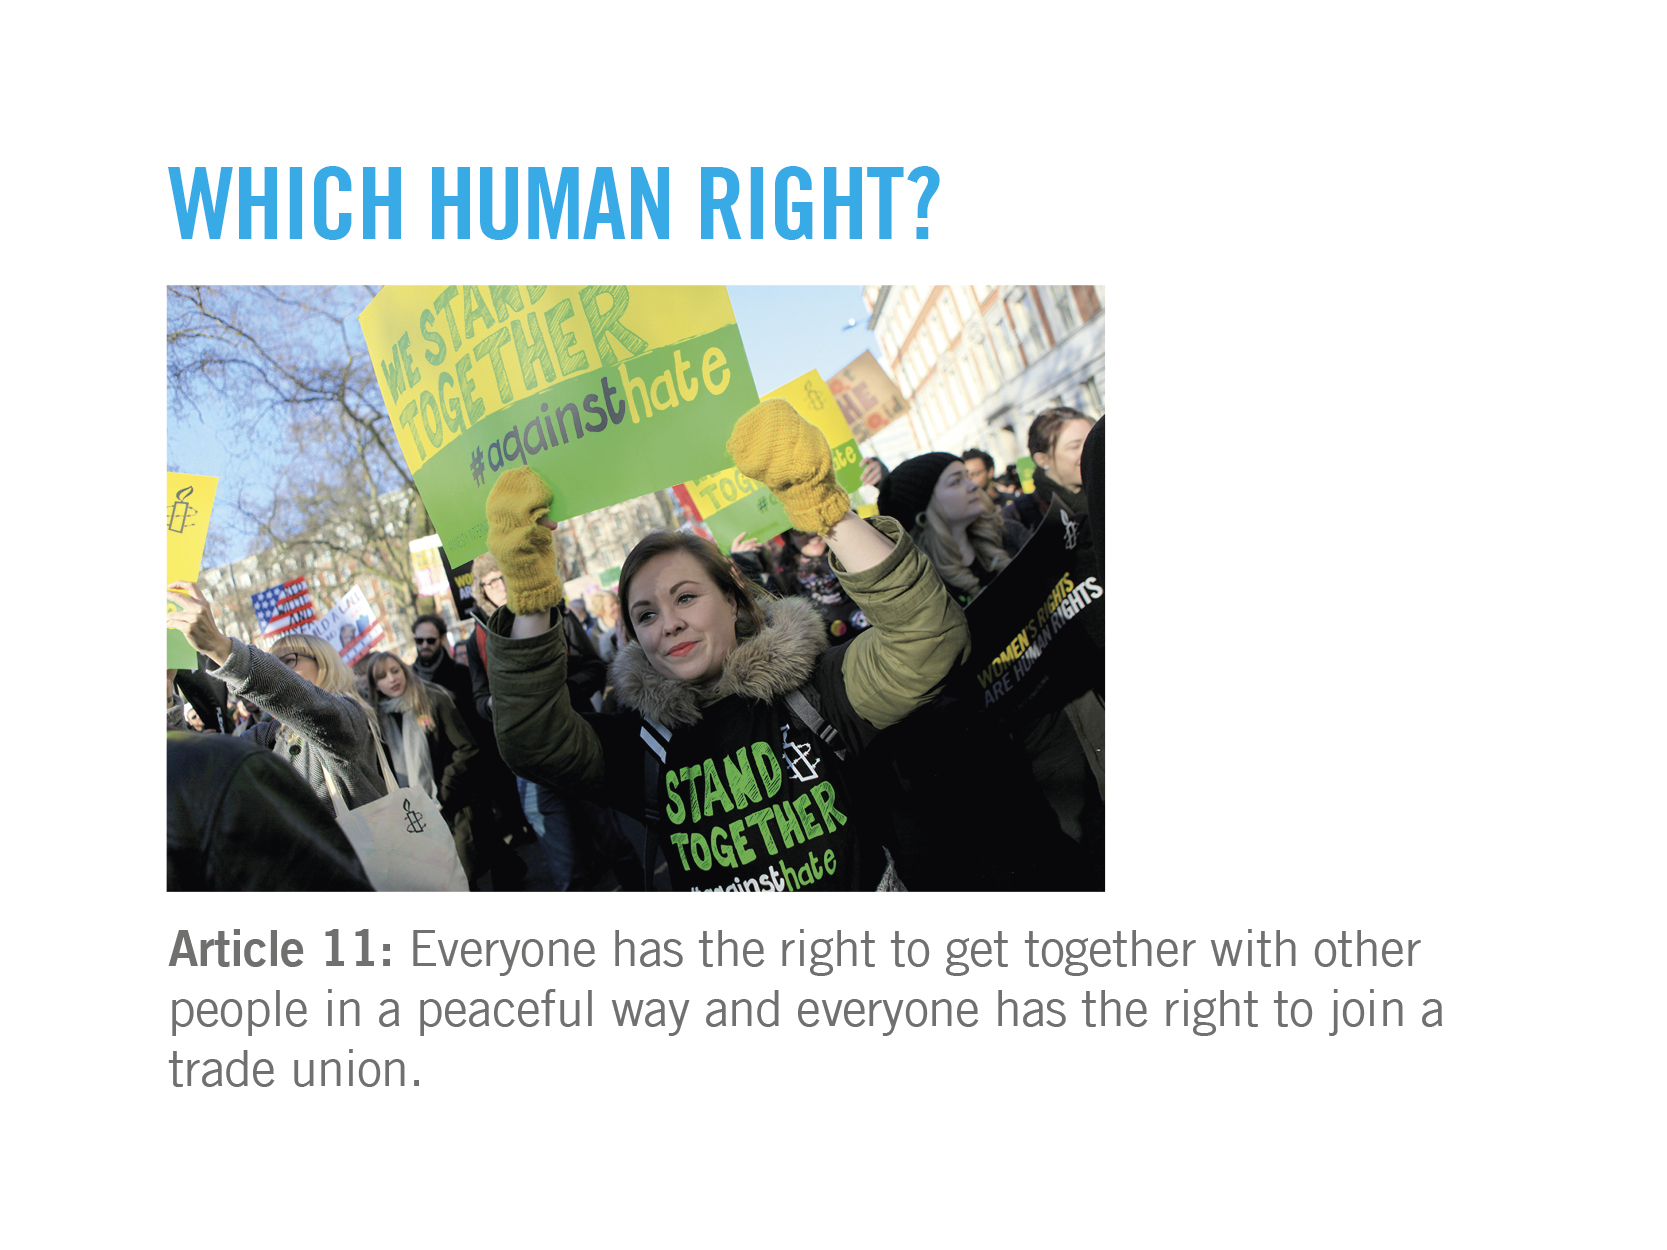 WHICH HUMAN RIGHT?
WE STAND
TOGETHER
#againsthate
TOG
WOMEN'S RIGHTS
ARE HUMAN RIGHTS
STAND
TOGETHER
#againsthate
Article 11: Everyone has the right to get together with other
people in a peaceful way and everyone has the right to join a
trade union.